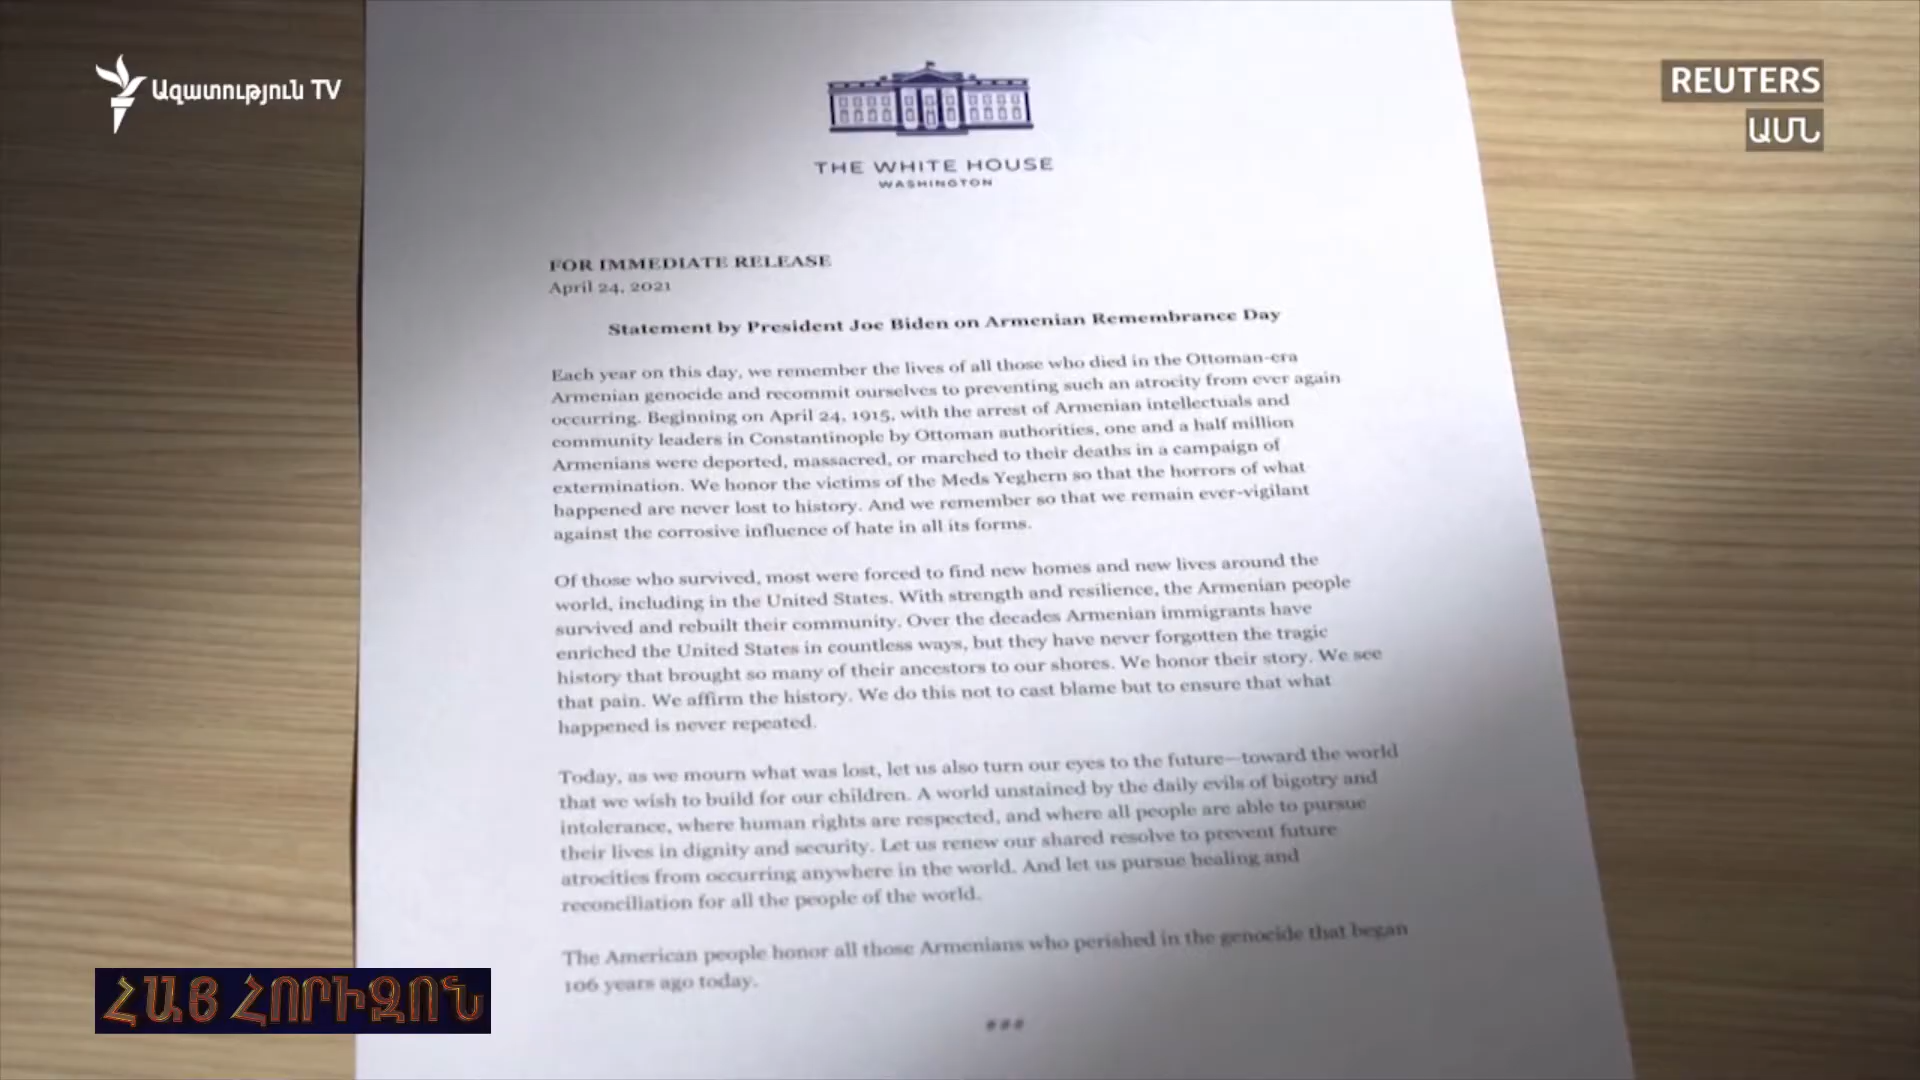 Ազատություն TV
REUTERS
ԱՄՆ
THE WHITE HOUSE
WASHINGTON
FOR IMMEDIATE RELEASE
April 24, 2021
Statement by President Joe Biden on Armenian Remembrance Day
Each year on this day, we remember the lives of all those who died in the Ottoman-era
Armenian genocide and recommit ourselves to preventing such an atrocity from ever again
occurring. Beginning on April 24, 1915, with the arrest of Armenian intellectuals and
community leaders in Constantinople by Ottoman authorities, one and a half million
Armenians were deported, massacred, or marched to their deaths in a campaign of
extermination. We honor the victims of the Meds Yeghern so that the horrors of what
happened are never lost to history. And we remember so that we remain ever-vigilant
against the corrosive influence of hate in all its forms.
Of those who survived, most were forced to find new homes and new lives around the
world, including in the United States. With strength and resilience, the Armenian people
survived and rebuilt their community. Over the decades Armenian immigrants have
enriched the United States in countless ways, but they have never forgotten the tragic
history that brought so many of their ancestors to our shores. We honor their story. We see
that pain. We affirm the history. We do this not to cast blame but to ensure that what
happened is never repeated.
Today, as we mourn what was lost, let us also turn our eyes to the future—toward the world
that we wish to build for our children. A world unstained by the daily evils of bigotry and
intolerance, where human rights are respected, and where all people are able to pursue
their lives in dignity and security. Let us renew our shared resolve to prevent future
atrocities from occurring anywhere in the world. And let us pursue healing and
reconciliation for all the people of the world.
The American people honor all those Armenians who perished in the genocide that began
106 years ago today.
###
ՀԱՅ ՀՈՐԻԶՈՆ